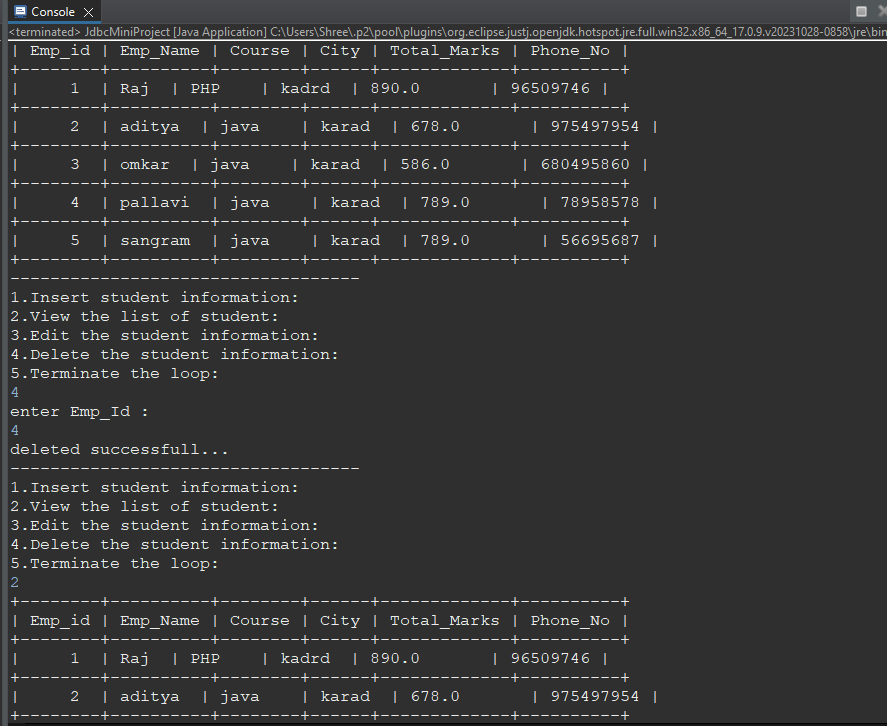 Console
<terminated> JdbcMiniProject [Java Application] C:\Users\Shree\.p2\pool\plugins\org.eclipse.justj.openjdk.hotspot.jre.full.win32.x86_64_17.0.9.v20231028-0858\jre\bin
| Emp_id | Emp_Name | Course | City | Total_Marks | Phone_No |
+--------+----------+--------+------+-------------+----------+
|     1  | Raj  | PHP    | kadrd  | 890.0       | 96509746 |
+--------+----------+--------+------+-------------+----------+
|     2  | aditya  | java    | karad  | 678.0       | 975497954 |
+--------+----------+--------+------+-------------+----------+
|     3  | omkar  | java    | karad  | 586.0       | 680495860 |
+--------+----------+--------+------+-------------+----------+
|     4  | pallavi  | java    | karad  | 789.0       | 78958578 |
+--------+----------+--------+------+-------------+----------+
|     5  | sangram  | java    | karad  | 789.0       | 56695687 |
+--------+----------+--------+------+-------------+----------+
-----------------------------------
1.Insert student information:
2.View the list of student:
3.Edit the student information:
4.Delete the student information:
5.Terminate the loop:
4
enter Emp_Id :
4
deleted successfull...
-----------------------------------
1.Insert student information:
2.View the list of student:
3.Edit the student information:
4.Delete the student information:
5.Terminate the loop:
2
+--------+----------+--------+------+-------------+----------+
| Emp_id | Emp_Name | Course | City | Total_Marks | Phone_No |
+--------+----------+--------+------+-------------+----------+
|     1  | Raj  | PHP    | kadrd  | 890.0       | 96509746 |
+--------+----------+--------+------+-------------+----------+
|     2  | aditya  | java    | karad  | 678.0       | 975497954 |
+--------+----------+--------+------+-------------+----------+